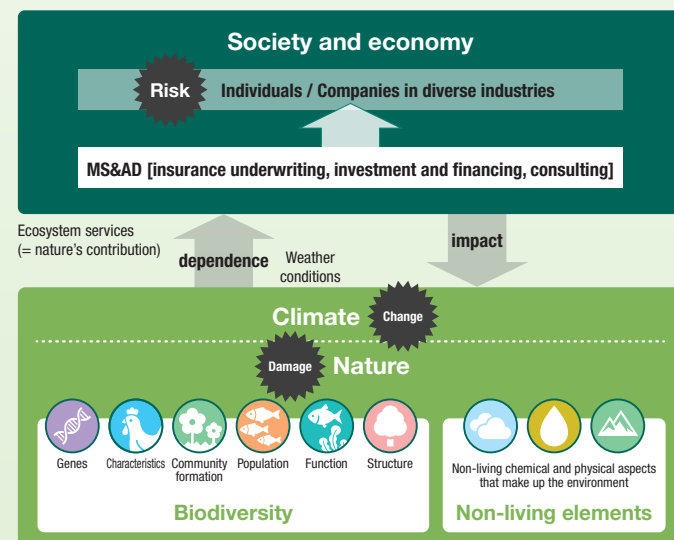 Society and economy
Risk
Individuals / Companies in diverse industries
MS&AD [insurance underwriting, investment and financing, consulting]
Ecosystem services
(= nature's contribution)
dependence
Weather
conditions
impact
Climate
Change
Damage
Nature
Genes
Characteristics
Community
formation
Population
Function
Structure
Biodiversity
Non-living chemical and physical aspects
that make up the environment
Non-living elements